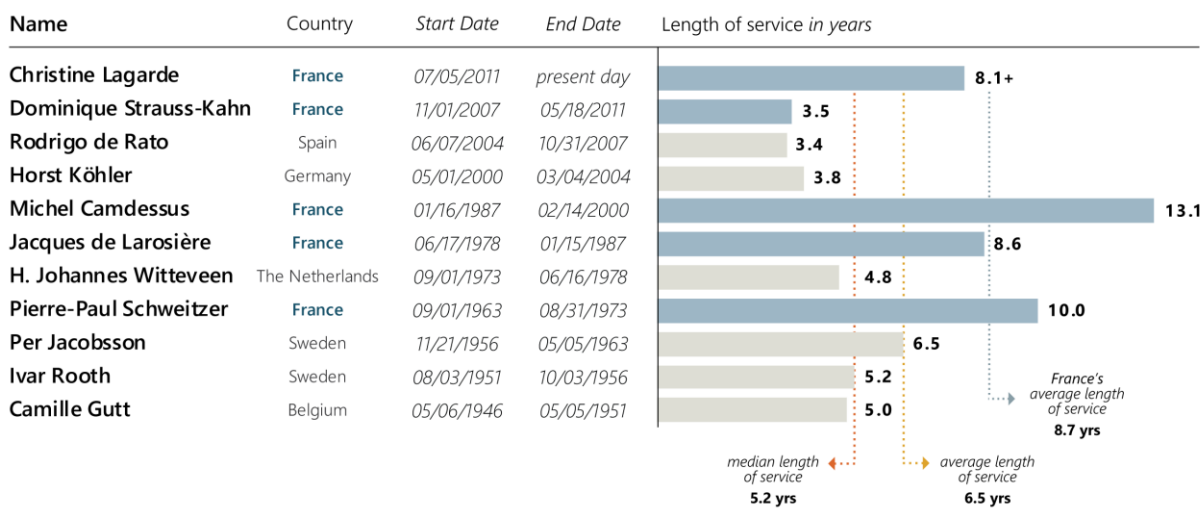 Name Country Start Date End Date Length of service in years
Christine Lagarde France 07/05/2011 present day 8.1+
Dominique Strauss-Kahn France 11/01/2007 05/18/2011 3.5
Rodrigo de Rato Spain 06/07/2004 10/31/2007 3.4
Horst Köhler Germany 05/01/2000 03/04/2004 3.8
Michel Camdessus France 01/16/1987 02/14/2000 13.1
Jacques de Larosière France 06/17/1978 01/15/1987 8.6
H. Johannes Witteveen The Netherlands 09/01/1973 06/16/1978 4.8
Pierre-Paul Schweitzer France 09/01/1963 08/31/1973 10.0
Per Jacobsson Sweden 11/21/1956 05/05/1963 6.5
Ivar Rooth Sweden 08/03/1951 10/03/1956 5.2
Camille Gutt Belgium 05/06/1946 05/05/1951 5.0
France's
average length
of service
8.7 yrs
median length
of service
5.2 yrs
average length
of service
6.5 yrs